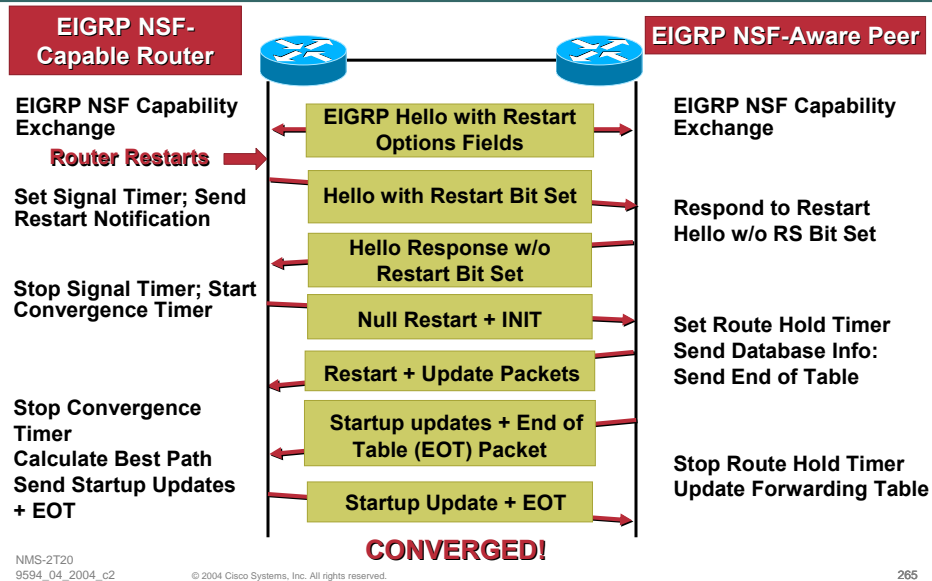 EIGRP NSF-
Capable Router
EIGRP NSF-Aware Peer
EIGRP NSF Capability
Exchange
EIGRP Hello with Restart
Options Fields
EIGRP NSF Capability
Exchange
Router Restarts
Set Signal Timer; Send
Restart Notification
Hello with Restart Bit Set
Respond to Restart
Hello w/o RS Bit Set
Hello Response w/o
Restart Bit Set
Stop Signal Timer; Start
Convergence Timer
Null Restart + INIT
Set Route Hold Timer
Send Database Info:
Send End of Table
Restart + Update Packets
Stop Convergence
Timer
Calculate Best Path
Send Startup Updates
+ EOT
Startup updates + End of
Table (EOT) Packet
Stop Route Hold Timer
Update Forwarding Table
Startup Update + EOT
CONVERGED!
NMS-2T20
9594_04_2004_c2
© 2004 Cisco Systems, Inc. All rights reserved.
265